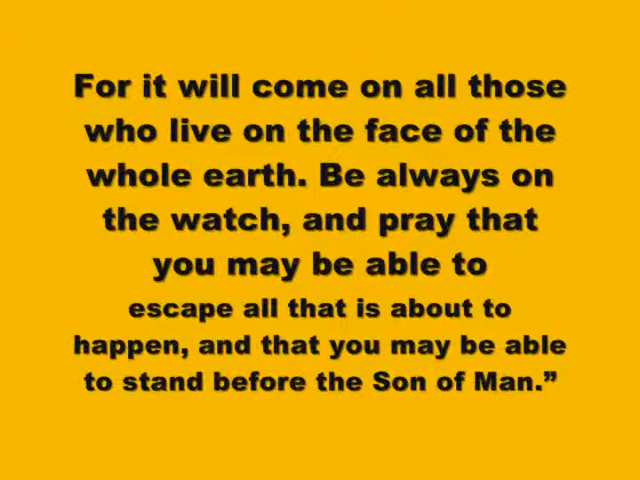 For it will come on all those
who live on the face of the
whole earth. Be always on
the watch, and pray that
you may be able to
escape all that is about to
happen, and that you may be able
to stand before the Son of Man.”